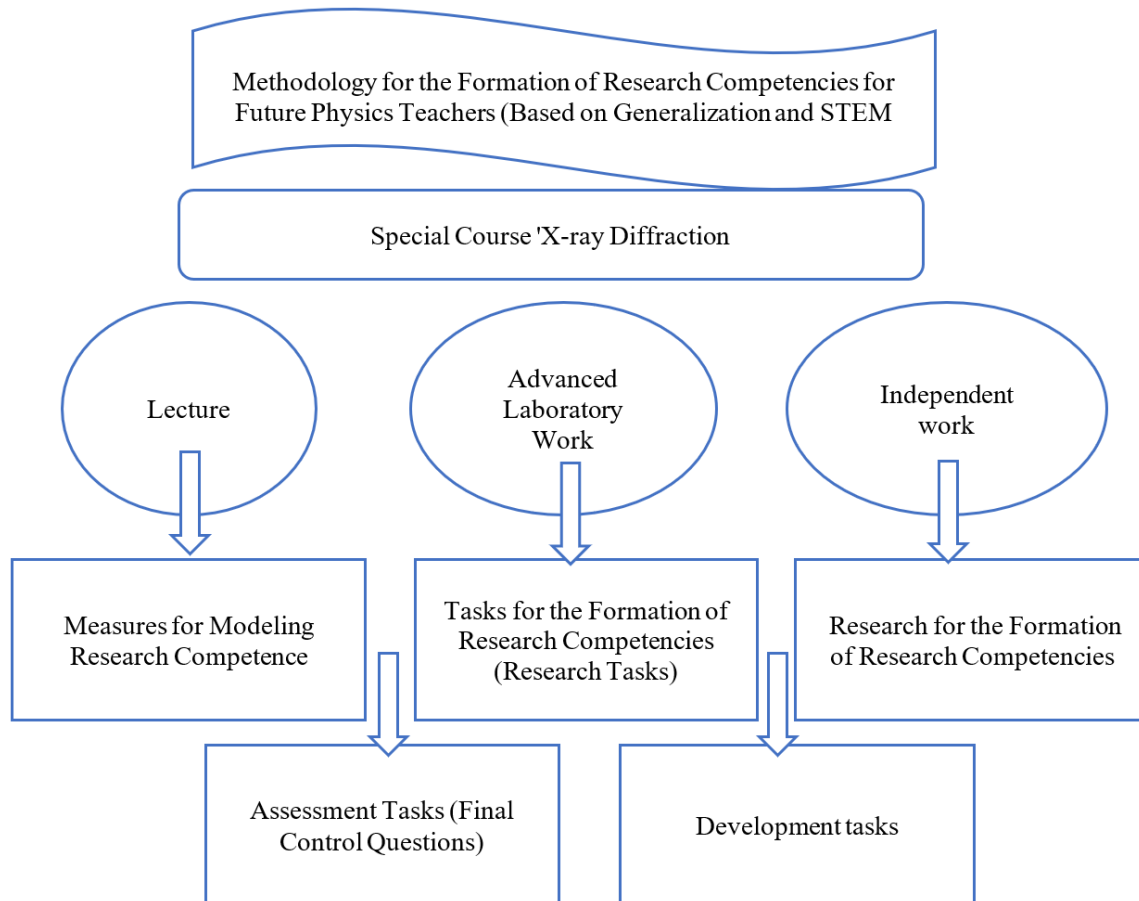 Methodology for the Formation of Research Competencies for
Future Physics Teachers (Based on Generalization and STEM
Special Course 'X-ray Diffraction
Lecture
Advanced
Laboratory
Work
Independent
work
Measures for Modeling
Research Competence
Tasks for the Formation of
Research Competencies
(Research Tasks)
Research for the Formation
of Research Competencies
Assessment Tasks (Final
Control Questions)
Development tasks